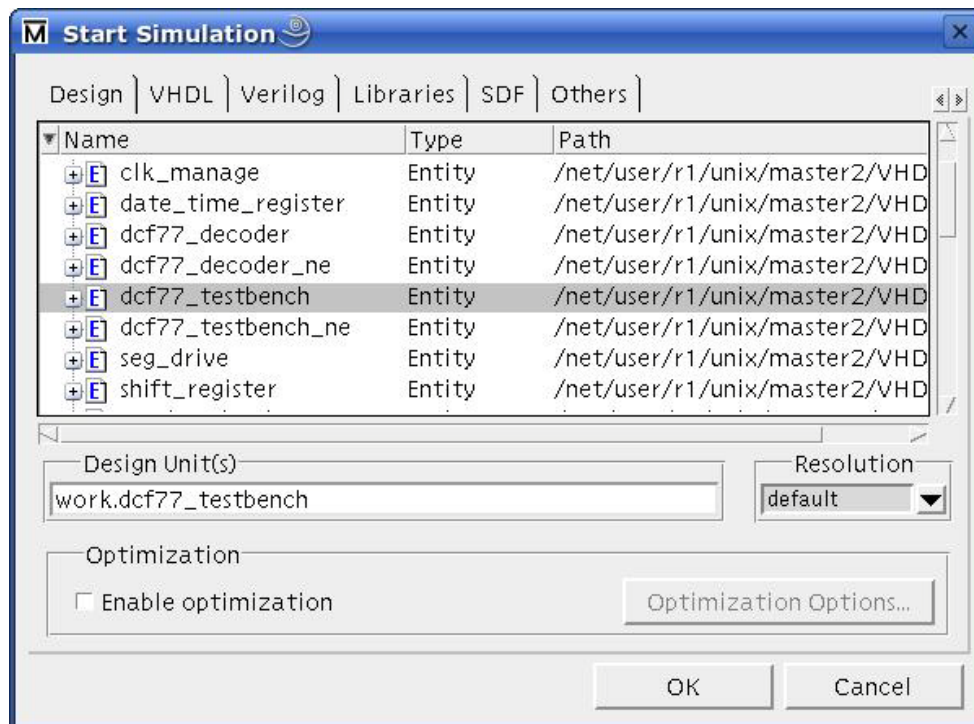 M Start Simulation
Design VHDL Verilog Libraries SDF Others
Name Type Path
E clk_manage Entity /net/user/r1/unix/master2/VHD
E date_time_register Entity /net/user/r1/unix/master2/VHD
E dcf77_decoder Entity /net/user/r1/unix/master2/VHD
E dcf77_decoder_ne Entity /net/user/r1/unix/master2/VHD
E dcf77_testbench Entity /net/user/r1/unix/master2/VHD
E dcf77_testbench_ne Entity /net/user/r1/unix/master2/VHD
E seg_drive Entity /net/user/r1/unix/master2/VHD
E shift_register Entity /net/user/r1/unix/master2/VHD
Design Unit(s) Resolution
work.dcf77_testbench default
Optimization
Enable optimization Optimization Options...
OK Cancel